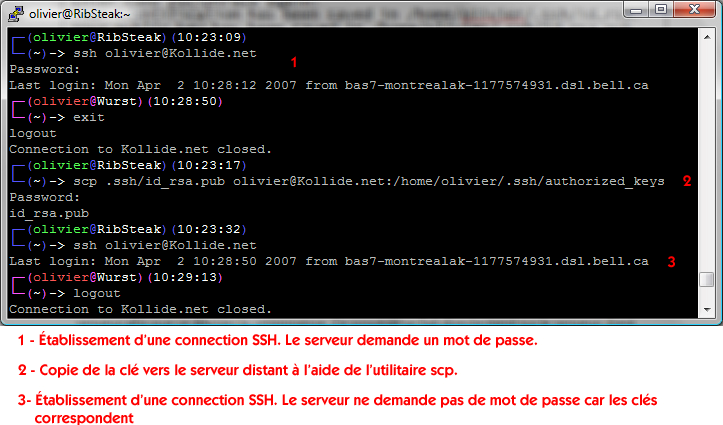 olivier@RibSteak:~
(olivier@RibSteak)(10:23:09)
(~)-> ssh olivier@Kollide.net
Password:
1
Last login: Mon Apr  2 10:28:12 2007 from bas7-montrealak-1177574931.dsl.bell.ca
(olivier@Wurst)(10:28:50)
(~)-> exit
logout
Connection to Kollide.net closed.
(olivier@RibSteak)(10:23:17)
(~)-> scp .ssh/id_rsa.pub olivier@Kollide.net:/home/olivier/.ssh/authorized_keys 2
Password:
id_rsa.pub
(olivier@RibSteak)(10:23:32)
(~)-> ssh olivier@Kollide.net
Last login: Mon Apr  2 10:28:50 2007 from bas7-montrealak-1177574931.dsl.bell.ca 3
(olivier@Wurst)(10:29:13)
(~)-> logout
Connection to Kollide.net closed.
1 - Établissement d'une connection SSH. Le serveur demande un mot de passe.
2 - Copie de la clé vers le serveur distant à l'aide de l'utilitaire scp.
3- Établissement d'une connection SSH. Le serveur ne demande pas de mot de passe car les clés
correspondent